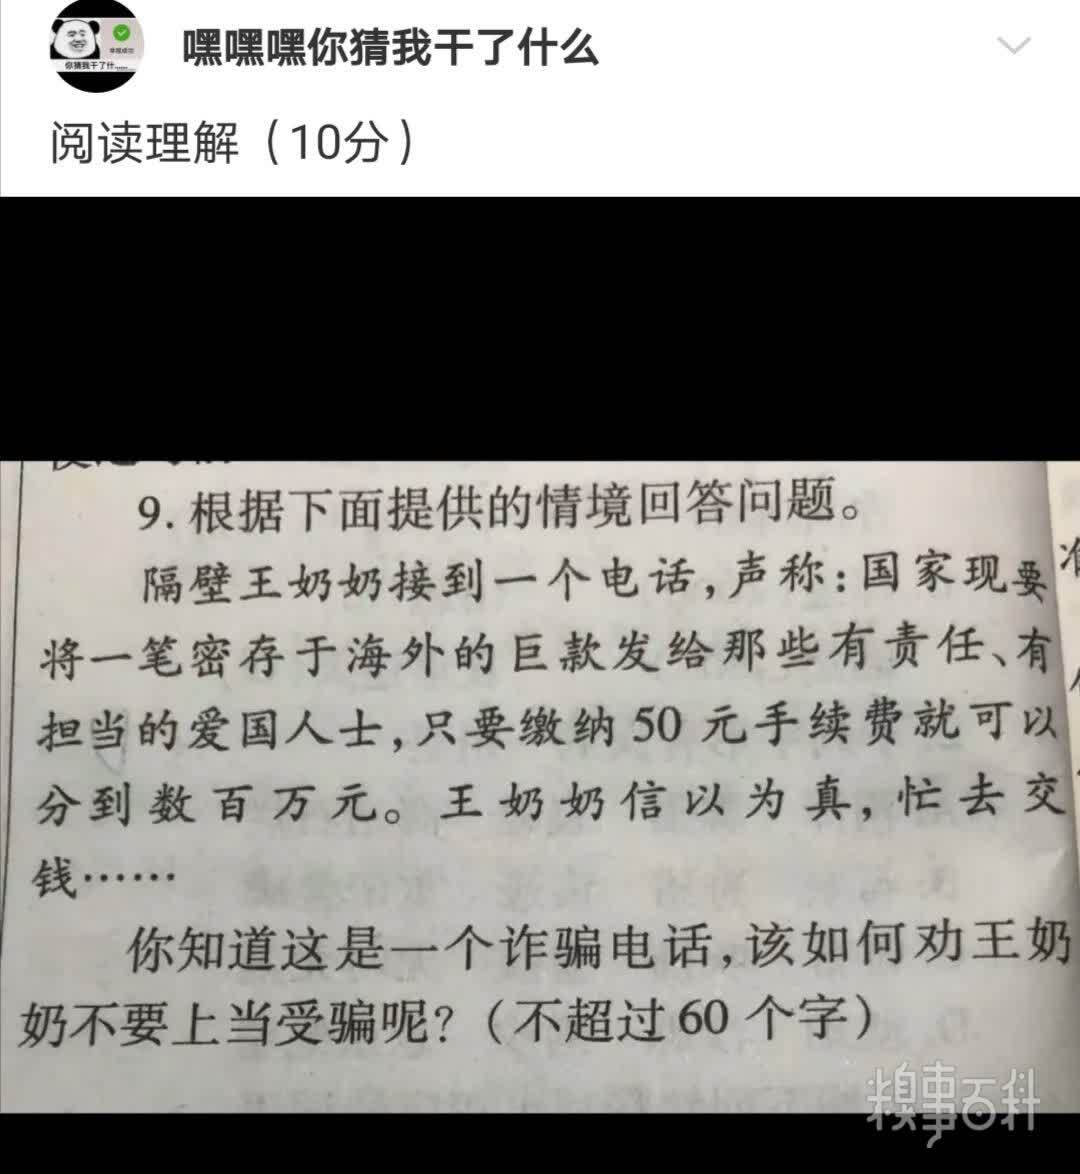 你猜我干了什……
嘿嘿嘿你猜我干了什么
阅读理解（10分）
9. 根据下面提供的情境回答问题。
隔壁王奶奶接到一个电话,声称:国家现要
将一笔密存于海外的巨款发给那些有责任、有
担当的爱国人士,只要缴纳50元手续费就可以
分到数百万元。王奶奶信以为真,忙去交
钱……
你知道这是一个诈骗电话,该如何劝王奶
奶不要上当受骗呢?(不超过60个字)
糗事百科